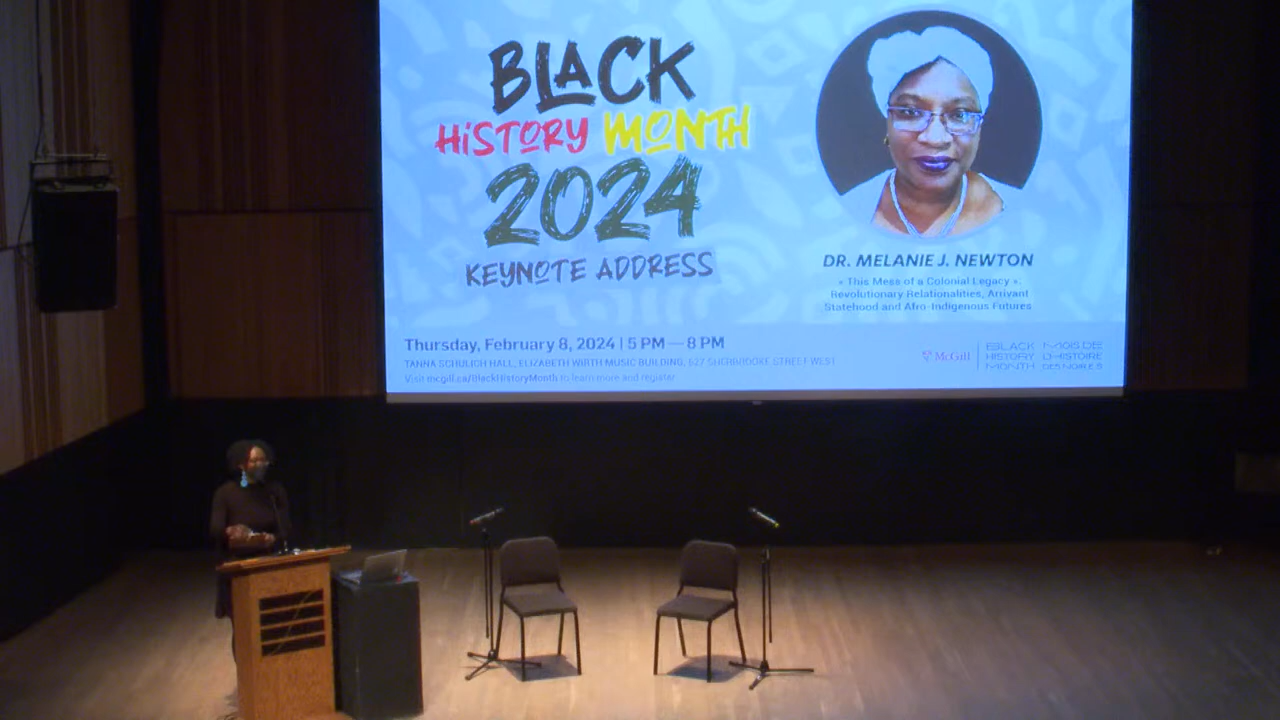 BLACK
HiSTORY MONTH
2024
KEYNOTE ADDRESS
DR. MELANIE J. NEWTON
« This Mess of a Colonial Legacy ».
Revolutionary Relationalities, Arrivant
Statehood and Afro-Indigenous Futures
Thursday, February 8, 2024 | 5 PM — 8 PM
TANNA SCHULICH HALL, ELIZABETH WIRTH MUSIC BUILDING, 527 SHERBROOKE STREET WEST
Visit mcgill.ca/BlackHistoryMonth to learn more and register
McGill
BLACK
HISTORY
MONTH
MOIS DE
L'HISTOIRE
DES NOIR.E.S